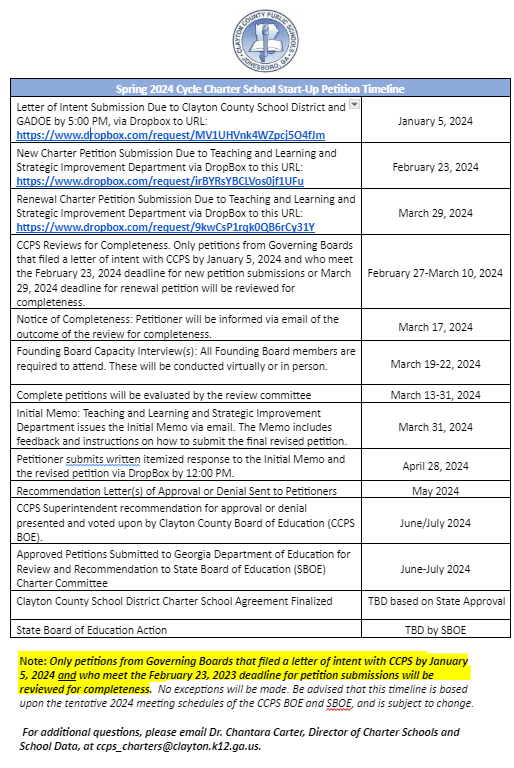 CLAYTON COUNTY PUBLIC SCHOOLS
JONESBORO, GA
Spring 2024 Cycle Charter School Start-Up Petition Timeline
Letter of Intent Submission Due to Clayton County School District and
GADOE by 5:00 PM, via Dropbox to URL:
https://www.dropbox.com/request/MV1UHVnk4WZpcj5O4fJm
January 5, 2024
New Charter Petition Submission Due to Teaching and Learning and
Strategic Improvement Department via DropBox to this URL:
https://www.dropbox.com/request/irBYRsYBCLVos0jf1UFu
February 23, 2024
Renewal Charter Petition Submission Due to Teaching and Learning and
Strategic Improvement Department via DropBox to this URL:
https://www.dropbox.com/request/9kwCsP1rqk0QB6rCy31Y
March 29, 2024
CCPS Reviews for Completeness. Only petitions from Governing Boards
that filed a letter of intent with CCPS by January 5, 2024 and who meet
the February 23, 2024 deadline for new petition submissions or March
29, 2024 deadline for renewal petition will be reviewed for
completeness.
February 27-March 10, 2024
Notice of Completeness: Petitioner will be informed via email of the
outcome of the review for completeness.
March 17, 2024
Founding Board Capacity Interview(s): All Founding Board members are
required to attend. These will be conducted virtually or in person.
March 19-22, 2024
Complete petitions will be evaluated by the review committee
March 13-31, 2024
Initial Memo: Teaching and Learning and Strategic Improvement
Department issues the Initial Memo via email. The Memo includes
feedback and instructions on how to submit the final revised petition.
March 31, 2024
Petitioner submits written itemized response to the Initial Memo and
the revised petition via DropBox by 12:00 PM.
April 28, 2024
Recommendation Letter(s) of Approval or Denial Sent to Petitioners
May 2024
CCPS Superintendent recommendation for approval or denial
presented and voted upon by Clayton County Board of Education (CCPS
BOE).
June/July 2024
Approved Petitions Submitted to Georgia Department of Education for
Review and Recommendation to State Board of Education (SBOE)
Charter Committee
June-July 2024
Clayton County School District Charter School Agreement Finalized
TBD based on State Approval
State Board of Education Action
TBD by SBOE
Note: Only petitions from Governing Boards that filed a letter of intent with CCPS by January
5, 2024 and who meet the February 23, 2023 deadline for petition submissions will be
reviewed for completeness. No exceptions will be made. Be advised that this timeline is based
upon the tentative 2024 meeting schedules of the CCPS BOE and SBOE, and is subject to change.
For additional questions, please email Dr. Chantara Carter, Director of Charter Schools and
School Data, at ccps_charters@clayton.k12.ga.us.